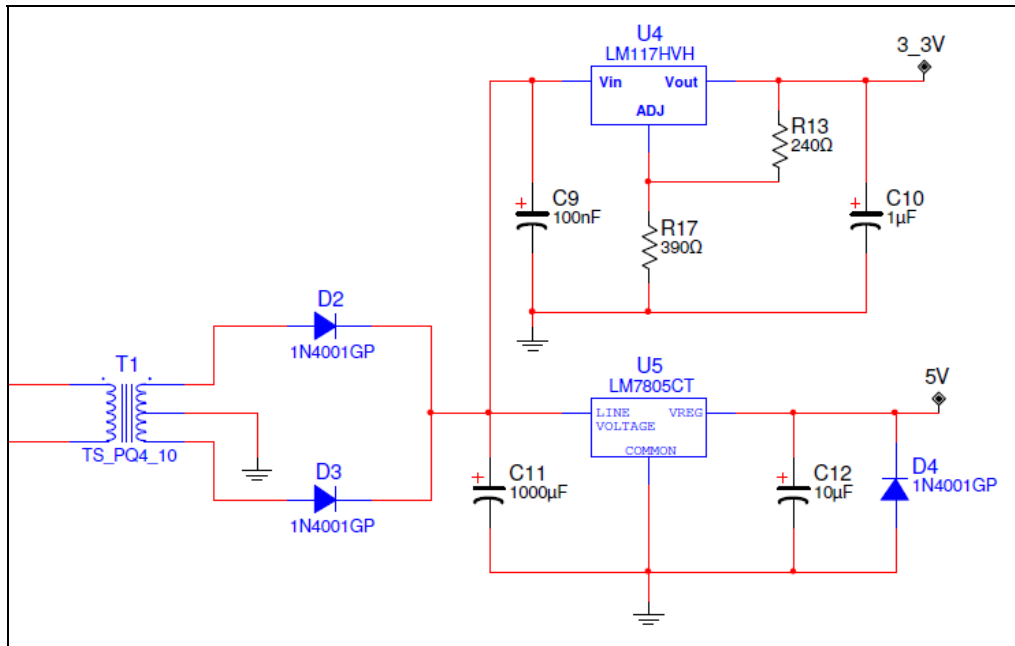 U4
LM117HVH
3_3V
Vin
Vout
ADJ
R13
240Ω
C9
100nF
+
R17
390Ω
C10
1µF
+
D2
1N4001GP
T1
TS_PQ4_10
D3
1N4001GP
U5
LM7805CT
5V
LINE VREG
VOLTAGE
COMMON
C11
1000µF
+
C12
10µF
+
D4
1N4001GP